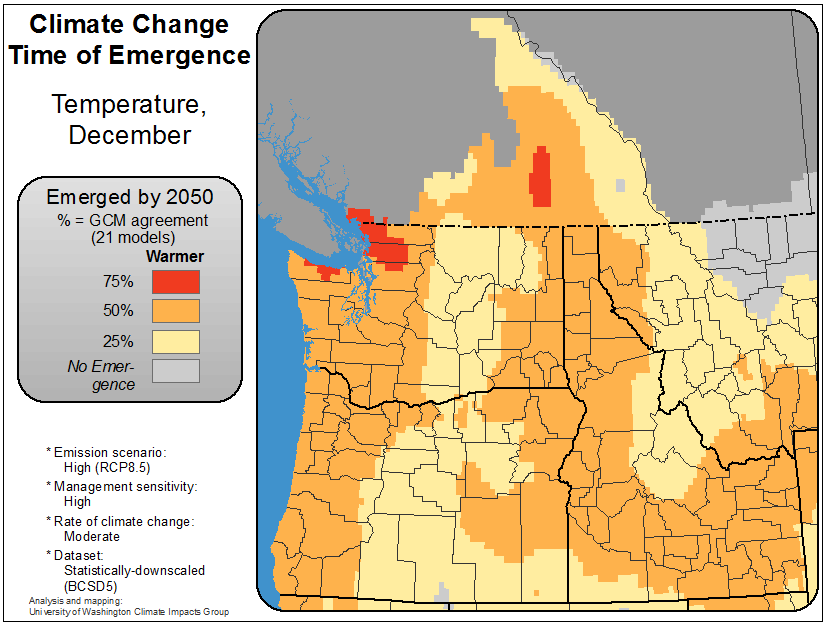 Climate Change
Time of Emergence
Temperature,
December
Emerged by 2050
% = GCM agreement
(21 models)
Warmer
75%
50%
25%
No Emer-
gence
* Emission scenario:
High (RCP8.5)
* Management sensitivity:
High
* Rate of climate change:
Moderate
* Dataset:
Statistically-downscaled
(BCSD5)
Analysis and mapping:
University of Washington Climate Impacts Group